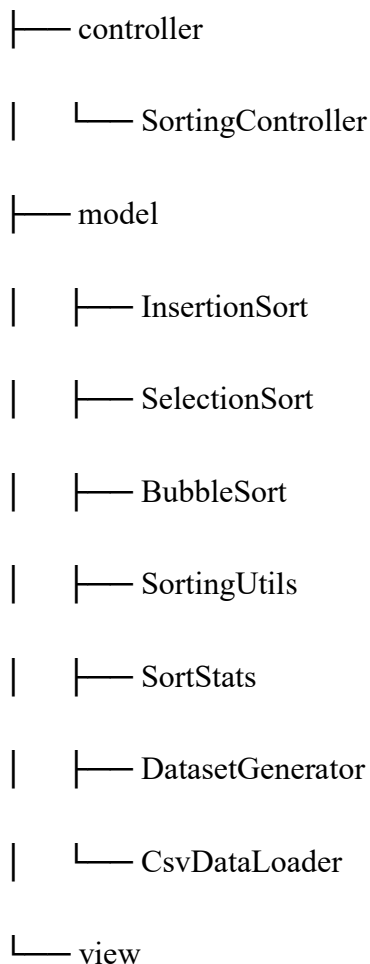 ├── controller
│ └── SortingController
├── model
│ ├── InsertionSort
│ ├── SelectionSort
│ ├── BubbleSort
│ ├── SortingUtils
│ ├── SortStats
│ ├── DatasetGenerator
│ └── CsvDataLoader
└── view